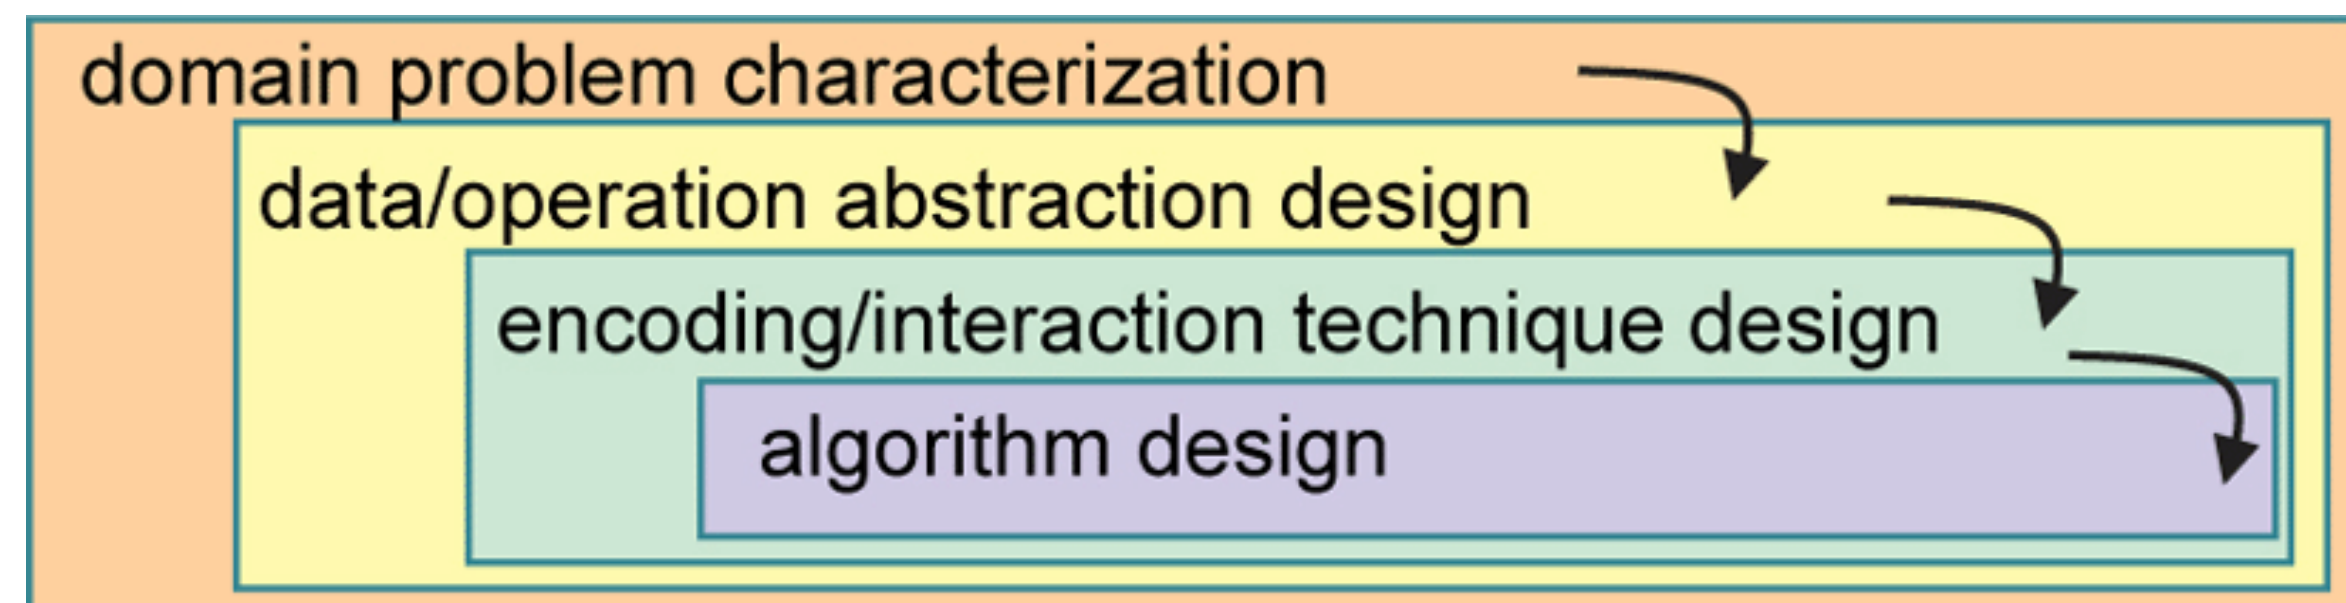 domain problem characterization
data/operation abstraction design
encoding/interaction technique design
algorithm design